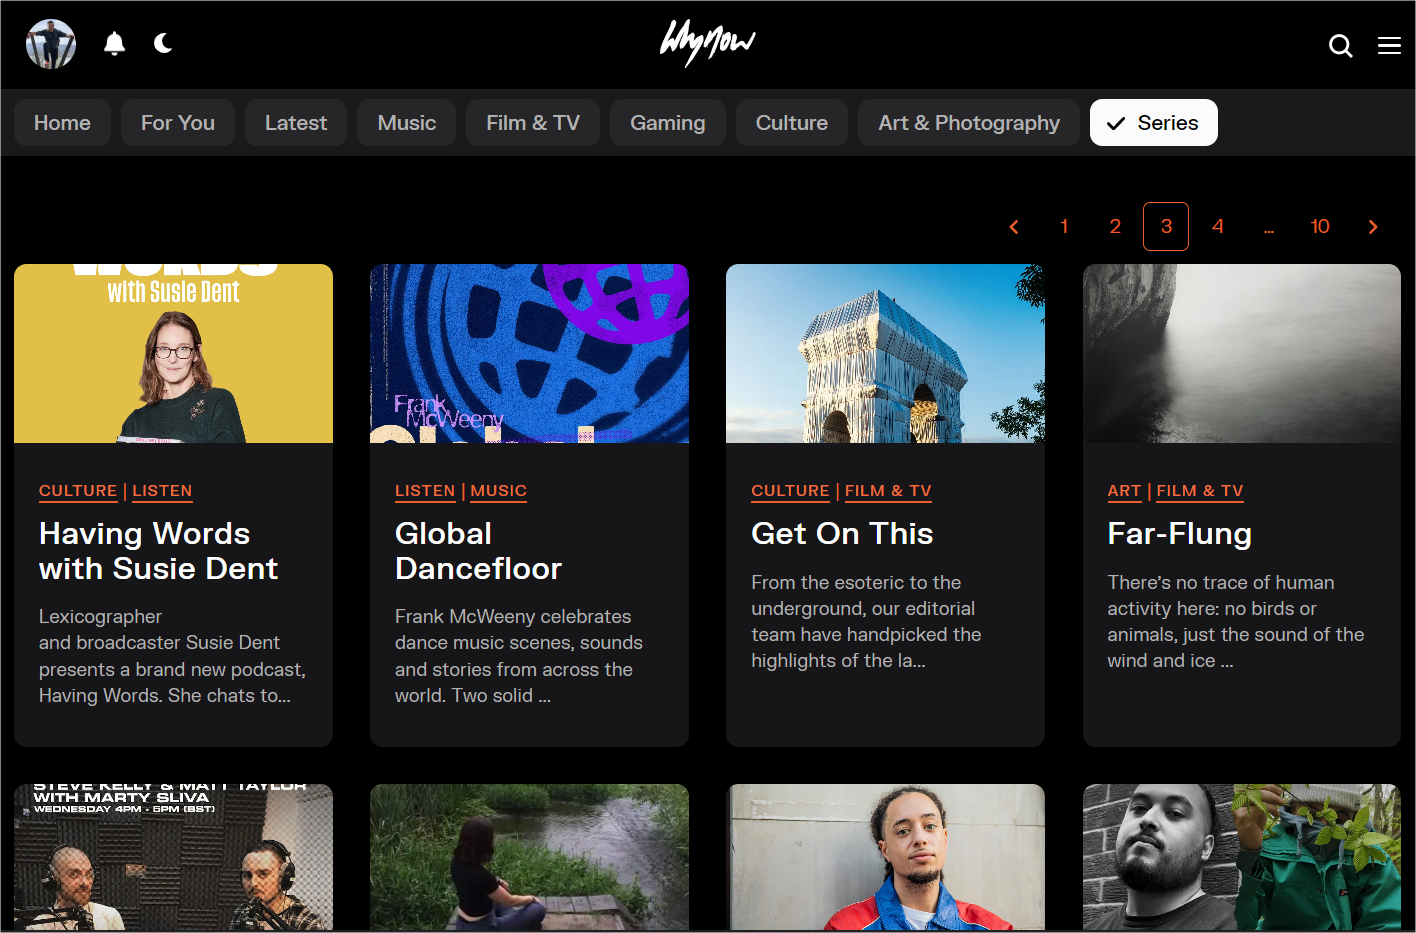 Whynow
Home
For You
Latest
Music
Film & TV
Gaming
Culture
Art & Photography
Series
1
2
3
4
...
10
WORDS
with Susie Dent
Frank
McWeeny
Global
CULTURE | LISTEN
Having Words
with Susie Dent
Lexicographer
and broadcaster Susie Dent
presents a brand new podcast,
Having Words. She chats to...
LISTEN | MUSIC
Global
Dancefloor
Frank McWeeny celebrates
dance music scenes, sounds
and stories from across the
world. Two solid ...
CULTURE | FILM & TV
Get On This
From the esoteric to the
underground, our editorial
team have handpicked the
highlights of the la...
ART | FILM & TV
Far-Flung
There’s no trace of human
activity here: no birds or
animals, just the sound of the
wind and ice ...
STEVE KELLY & MATT TAYLOR
WITH MARTY SLIVA
WEDNESDAY 4PM - 5PM (BST)